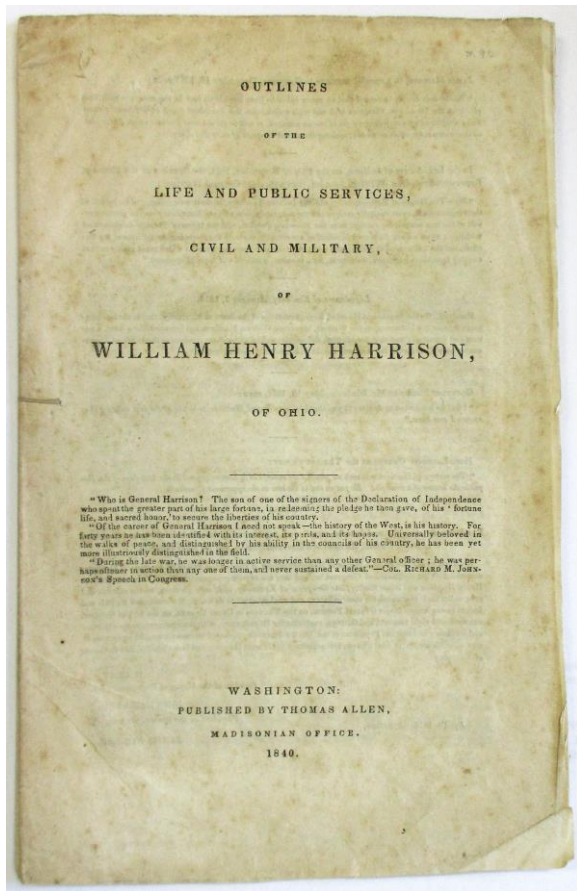 OUTLINES
OF THE
LIFE AND PUBLIC SERVICES,
CIVIL AND MILITARY,
OF
WILLIAM HENRY HARRISON,
OF OHIO.
"Who is General Harrison? The son of one of the signers of the Declaration of Independence
who spent the greater part of his large fortune, in redeeming the pledge he then gave, of his 'fortune
life, and sacred honor,' to secure the liberties of his country.
"Of the career of General Harrison I need not speak—the history of the West, is his history. For
forty years he has been identified with its interest, its perils, and its hopes. Universally beloved in
the walks of peace, and distinguished by his ability in the councils of his country, he has been yet
more illustriously distinguished in the field.
"During the late war, he was longer in active service than any other General officer; he was per-
haps oftener in action than any one of them, and never sustained a defeat."—COL. RICHARD M. JOHN-
SON'S Speech in Congress.
WASHINGTON:
PUBLISHED BY THOMAS ALLEN,
MADISONIAN OFFICE.
1840.